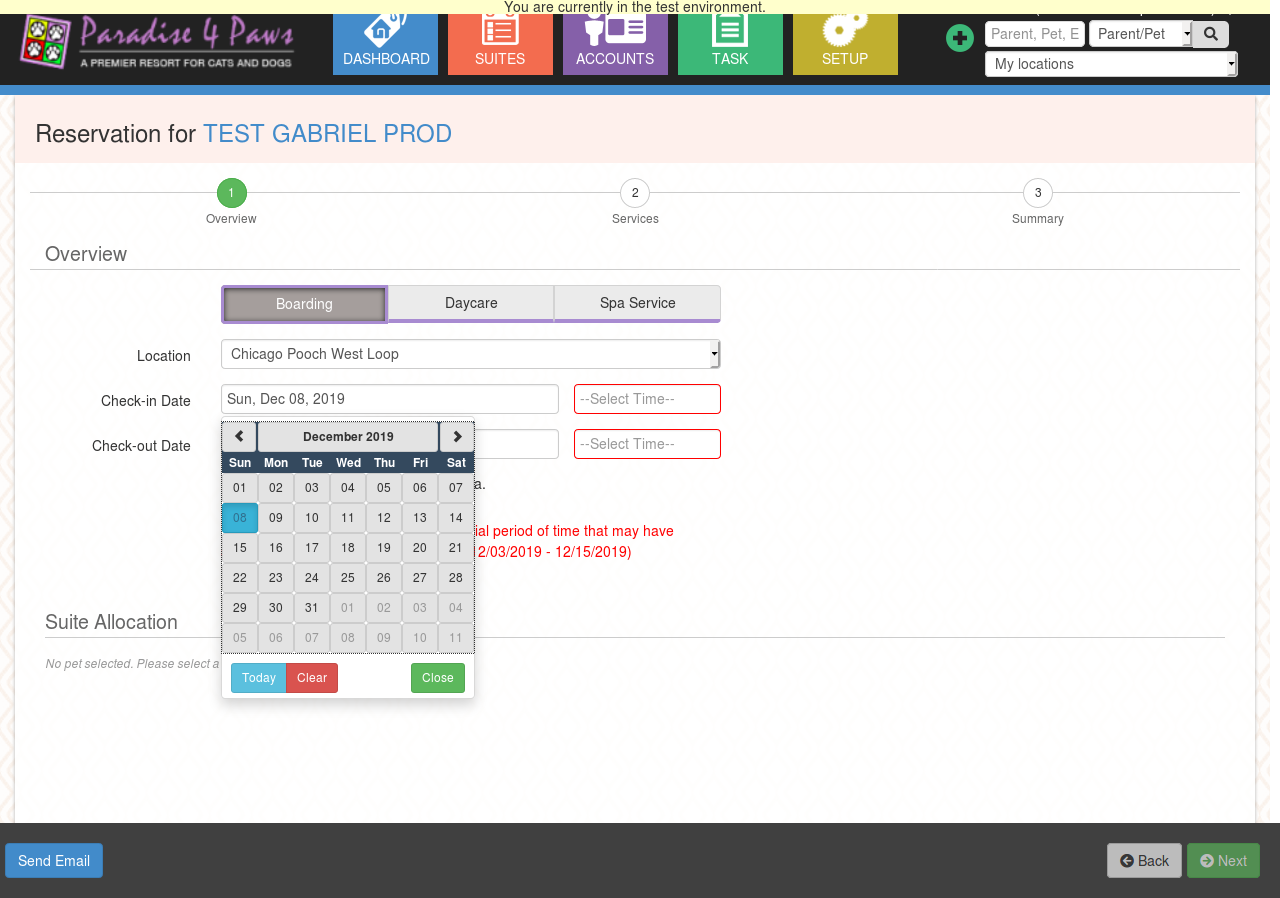 You are currently in the test environment.
Paradise 4 Paws
A PREMIER RESORT FOR CATS AND DOGS
DASHBOARD
SUITES
ACCOUNTS
TASK
SETUP
Parent, Pet, E
Parent/Pet
My locations
Reservation for TEST GABRIEL PROD
1
2
3
Overview
Services
Summary
Overview
Boarding
Daycare
Spa Service
Location
Chicago Pooch West Loop
Check-in Date
Sun, Dec 08, 2019
--Select Time--
Check-out Date
--Select Time--
December 2019
Sun Mon Tue Wed Thu Fri Sat
01 02 03 04 05 06 07
08 09 10 11 12 13 14
15 16 17 18 19 20 21
22 23 24 25 26 27 28
29 30 31 01 02 03 04
05 06 07 08 09 10 11
Today
Clear
Close
a.
ial period of time that may have
2/03/2019 - 12/15/2019)
Suite Allocation
No pet selected. Please select a
Send Email
Back
Next